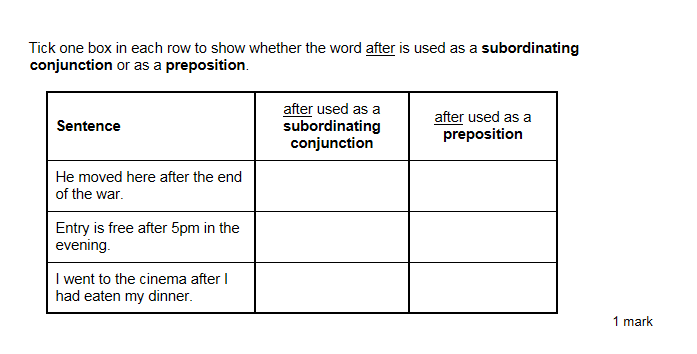 Tick one box in each row to show whether the word after is used as a subordinating
conjunction or as a preposition.
Sentence
after used as a
subordinating
conjunction
after used as a
preposition
He moved here after the end
of the war.
Entry is free after 5pm in the
evening.
I went to the cinema after I
had eaten my dinner.
1 mark